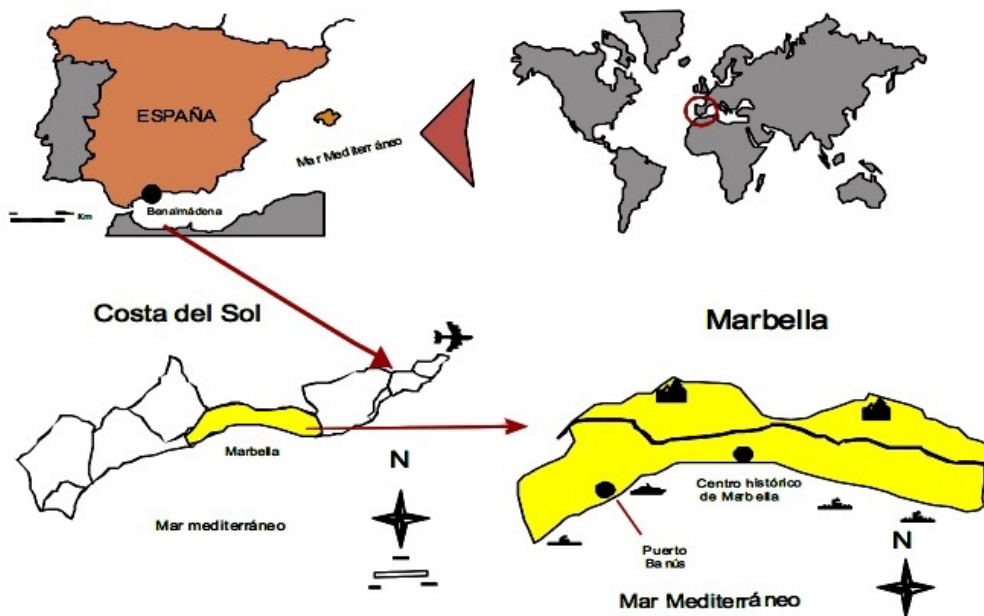 ESPAÑA
Mar Mediterráneo
Benalmádena
Km
Costa del Sol
Marbella
Marbella
N
Mar mediterráneo
Centro histórico
de Marbella
Puerto
Banús
N
Mar Mediterráneo